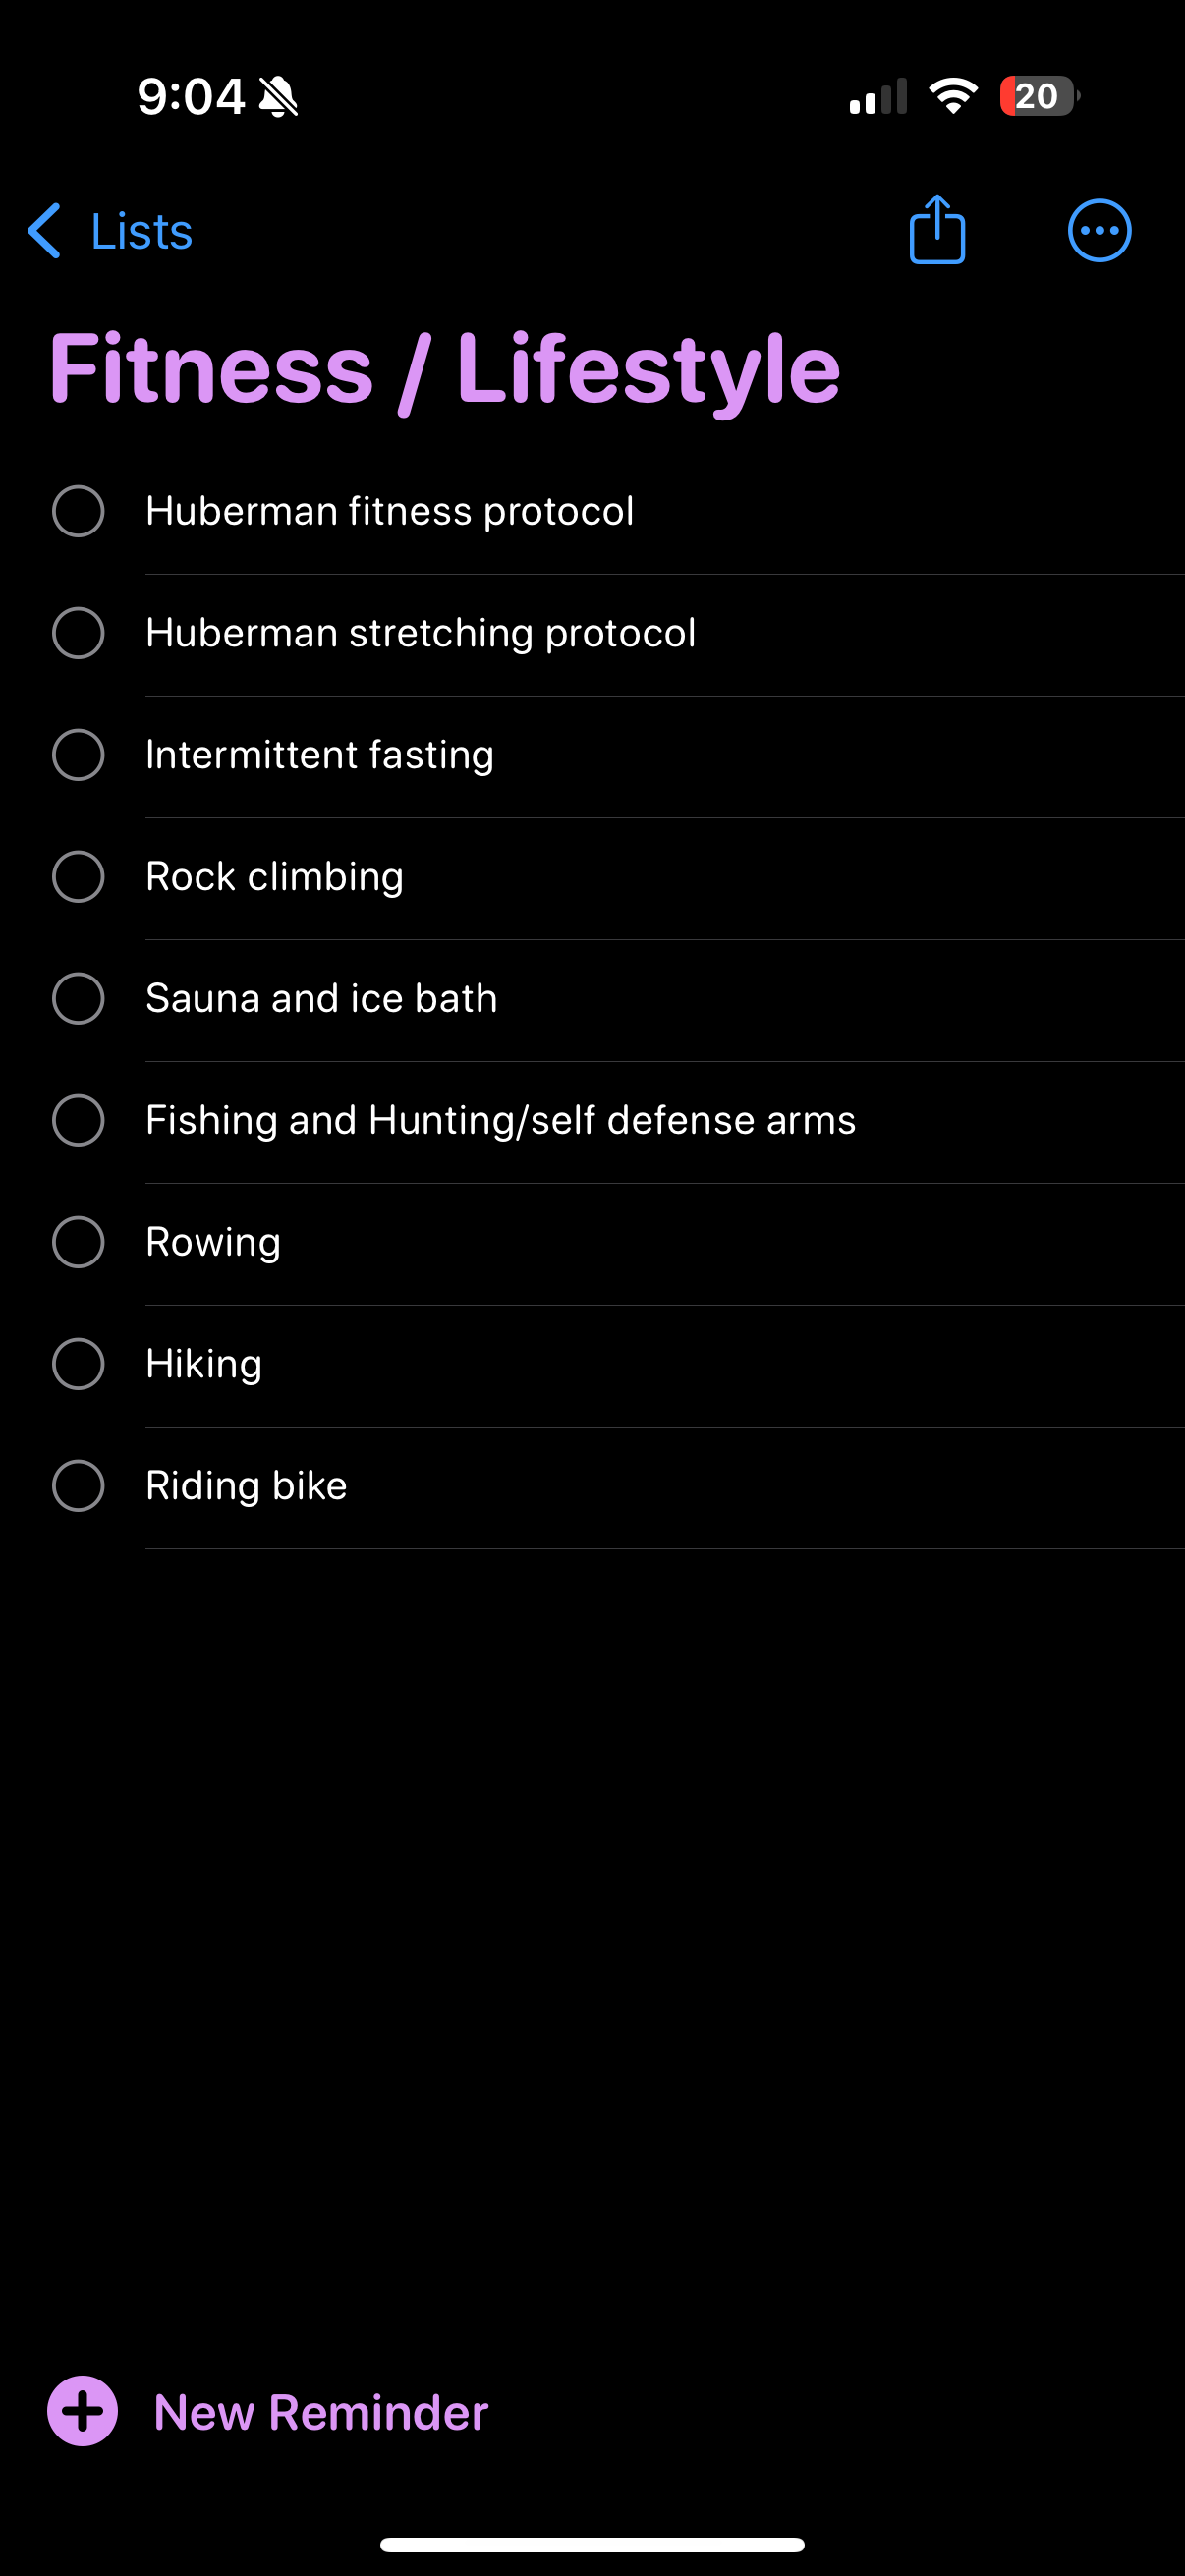 9:04
20
Lists
Fitness / Lifestyle
Huberman fitness protocol
Huberman stretching protocol
Intermittent fasting
Rock climbing
Sauna and ice bath
Fishing and Hunting/self defense arms
Rowing
Hiking
Riding bike
New Reminder